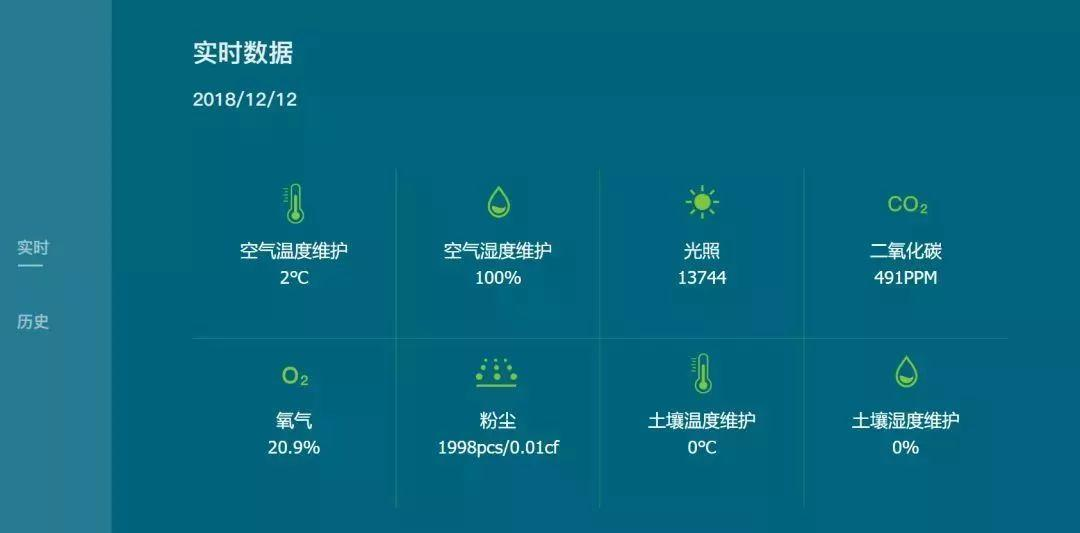 实时数据
2018/12/12
实时
历史
CO₂
空气温度维护
2℃
空气湿度维护
100%
光照
13744
二氧化碳
491PPM
O₂
氧气
20.9%
粉尘
1998pcs/0.01cf
土壤温度维护
0℃
土壤湿度维护
0%